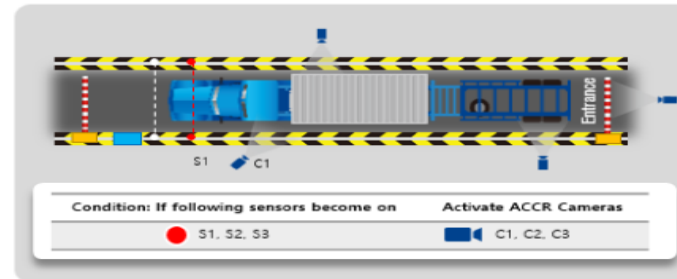 Entrance
S1
C1
Condition: If following sensors become on Activate ACCR Cameras
S1, S2, S3 C1, C2, C3